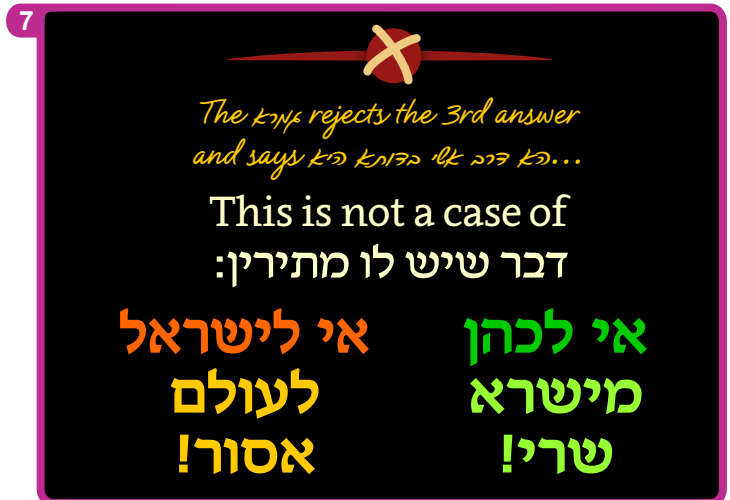 7
The גמרא rejects the 3rd answer
and says הא דרב אשי בדותא היא...
This is not a case of
דבר שיש לו מתירין:
אי לכהן
מישרא
שרי!
אי לישראל
לעולם
אסור!